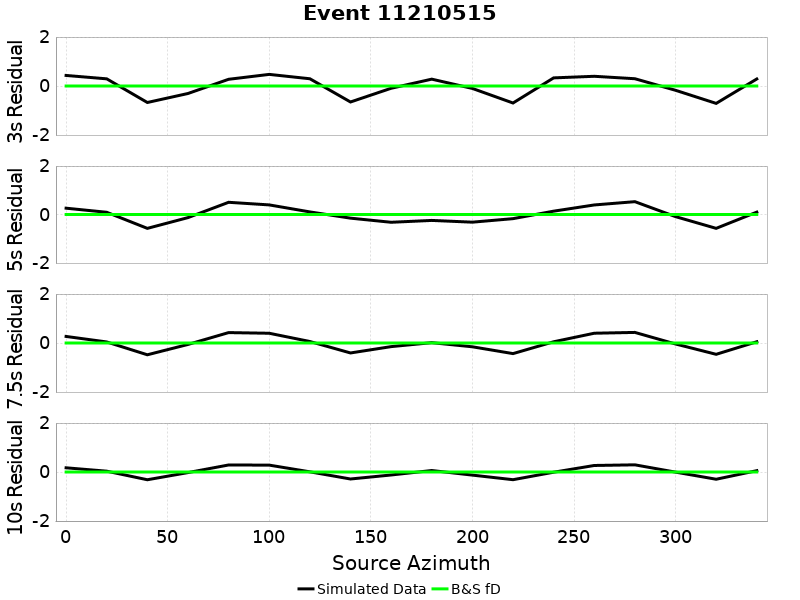 Event 11210515
3s Residual
2
0
-2
5s Residual
2
0
-2
7.5s Residual
2
0
-2
10s Residual
2
0
-2
0 50 100 150 200 250 300
Source Azimuth
Simulated Data B&S fD